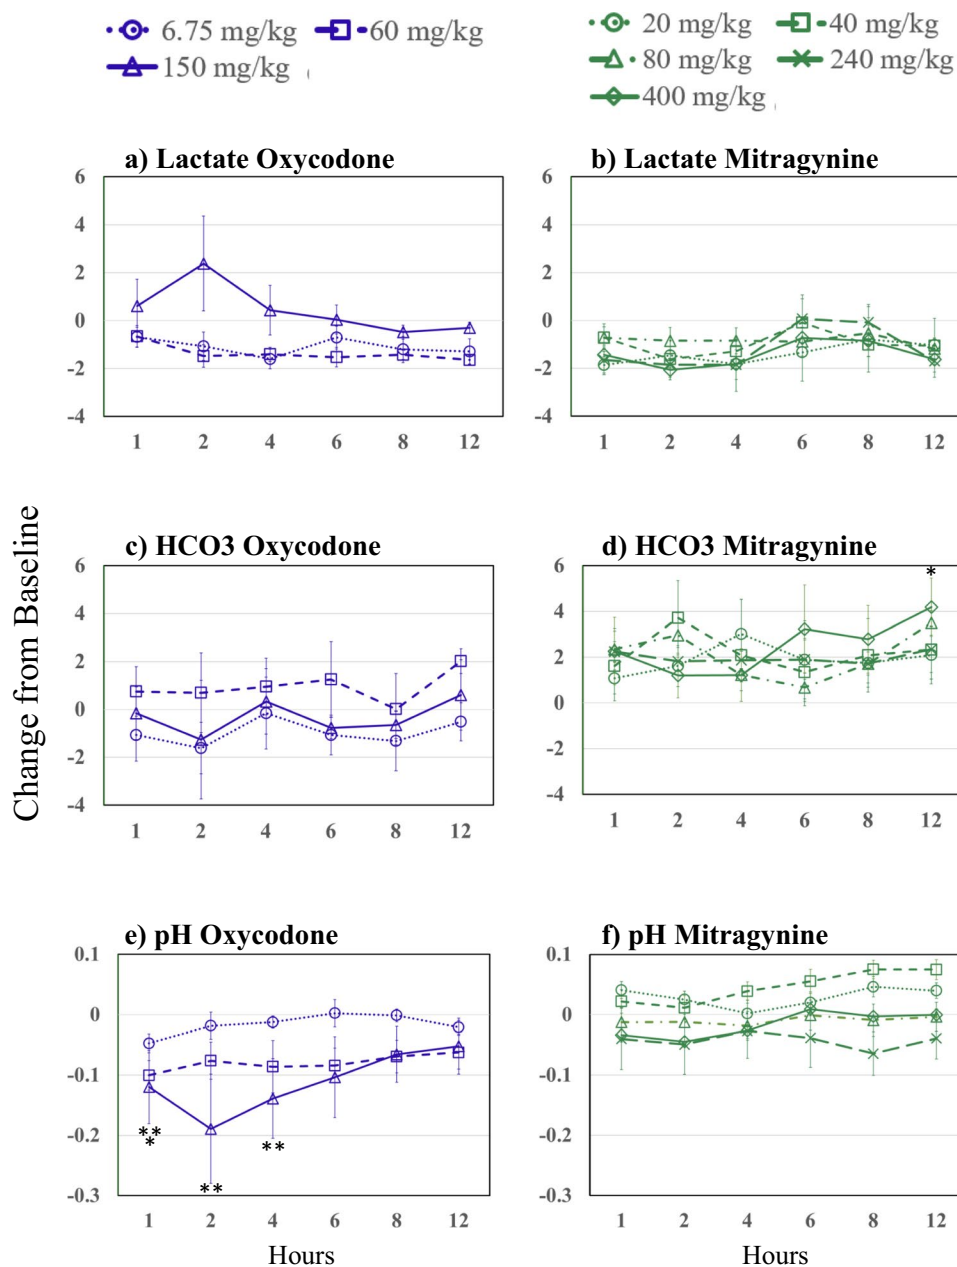 6.75 mg/kg 60 mg/kg
150 mg/kg (
20 mg/kg 40 mg/kg
80 mg/kg 240 mg/kg
400 mg/kg
a) Lactate Oxycodone
6
4
2
0
-2
-4
1 2 4 6 8 12
b) Lactate Mitragynine
6
4
2
0
-2
-4
1 2 4 6 8 12
Change from Baseline
c) HCO3 Oxycodone
6
4
2
0
-2
-4
1 2 4 6 8 12
d) HCO3 Mitragynine
*
6
4
2
0
-2
-4
1 2 4 6 8 12
e) pH Oxycodone
0.1
0
-0.1
-0.2
-0.3
**
*
**
**
1 2 4 6 8 12
Hours
f) pH Mitragynine
0.1
0
-0.1
-0.2
-0.3
1 2 4 6 8 12
Hours